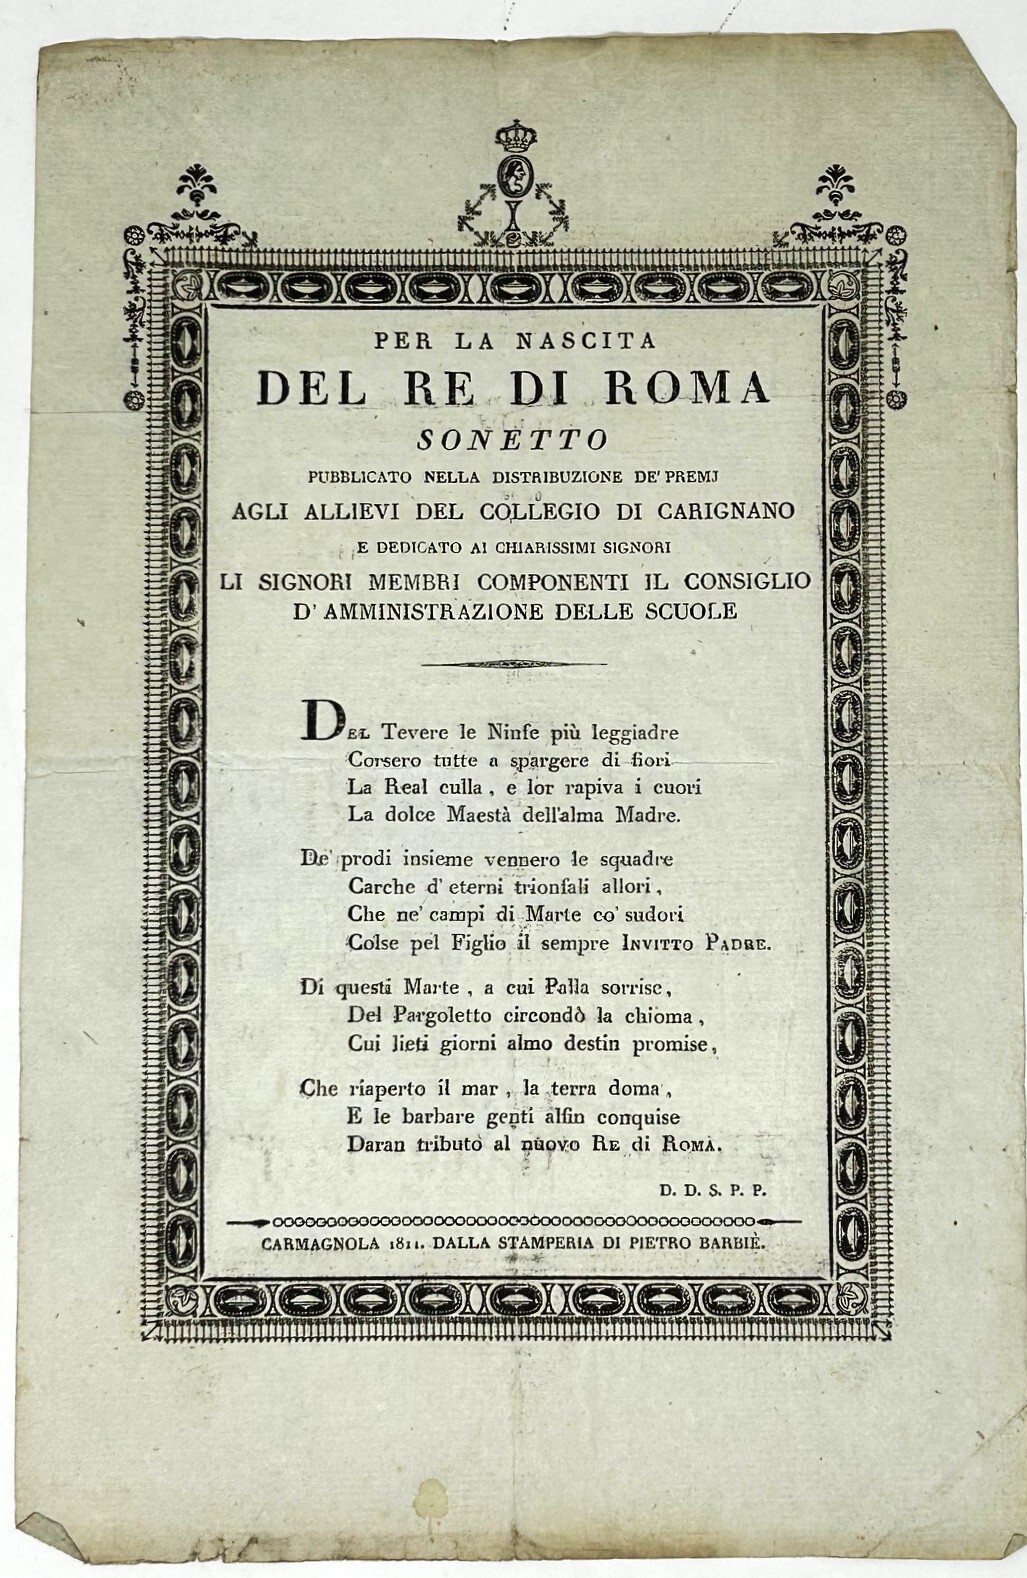 PER LA NASCITA
DEL RE DI ROMA
SONETTO
PUBBLICATO NELLA DISTRIBUZIONE DE' PREMJ
AGLI ALLIEVI DEL COLLEGIO DI CARIGNANO
E DEDICATO AI CHIARISSIMI SIGNORI
LI SIGNORI MEMBRI COMPONENTI IL CONSIGLIO
D' AMMINISTRAZIONE DELLE SCUOLE
DEL Tevere le Ninfe più leggiadre
Corsero tutte a spargere di fiori
La Real culla, e lor rapiva i cuori
La dolce Maestà dell'alma Madre.
De' prodi insieme vennero le squadre
Carche d' eterni trionfali allori,
Che ne' campi di Marte co' sudori
Colse pel Figlio il sempre INVITTO PADRE.
Di questi Marte, a cui Palla sorrise,
Del Pargoletto circondò la chioma,
Cui lieti giorni almo destin promise,
Che riaperto il mar, la terra doma,
E le barbare genti alfin conquise
Daran tributo al nuovo RE di ROMA.
D. D. S. P. P.
CARMAGNOLA 1811. DALLA STAMPERIA DI PIETRO BARBIÈ.